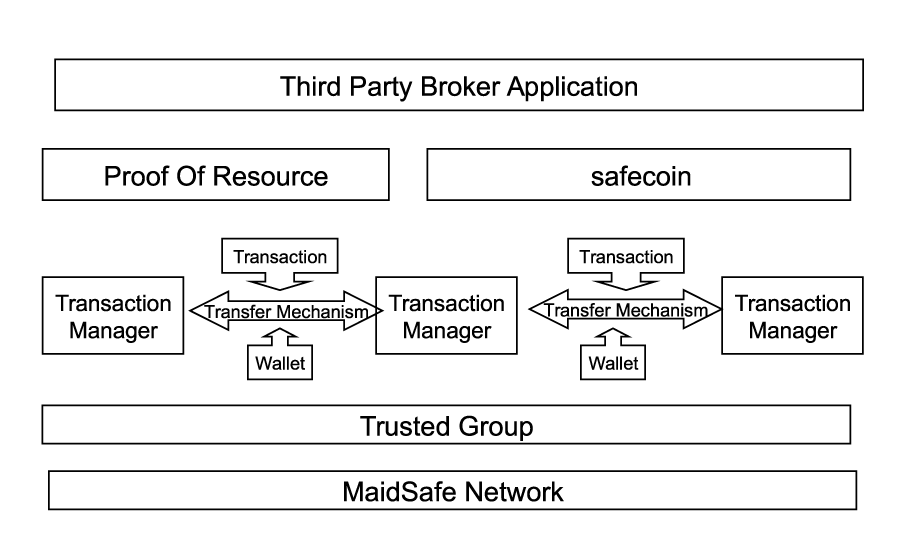 Third Party Broker Application
Proof Of Resource
safecoin
Transaction
Transaction
Transaction
Manager
Transfer Mechanism
Transaction
Manager
Transfer Mechanism
Transaction
Manager
Wallet
Wallet
Trusted Group
MaidSafe Network